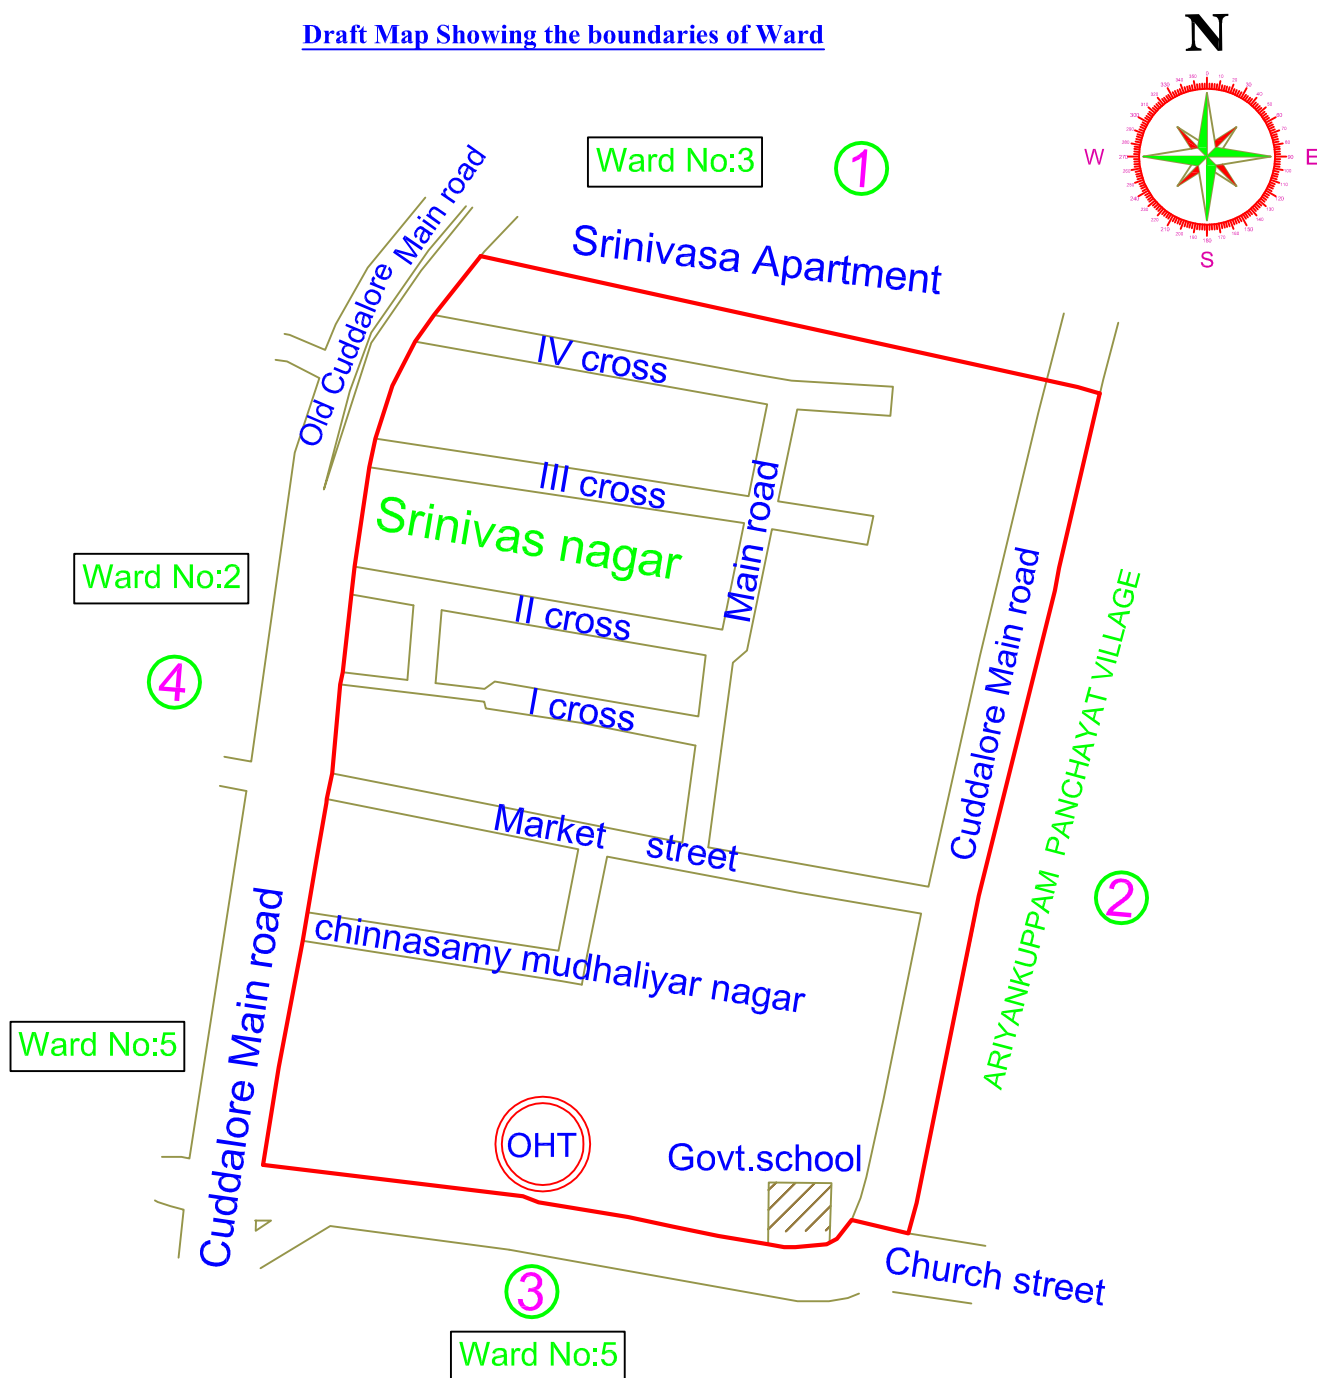 Draft Map Showing the boundaries of Ward
N
W
E
S
Ward No:3
1
Srinivasa Apartment
Old Cuddalore Main road
IV cross
III cross
Main road
Srinivas nagar
II cross
I cross
Ward No:2
4
Cuddalore Main road
ARIYANKUPPAM PANCHAYAT VILLAGE
2
Market street
chinnasamy mudhaliyar nagar
Cuddalore Main road
Ward No:5
OHT
Govt.school
Church street
3
Ward No:5